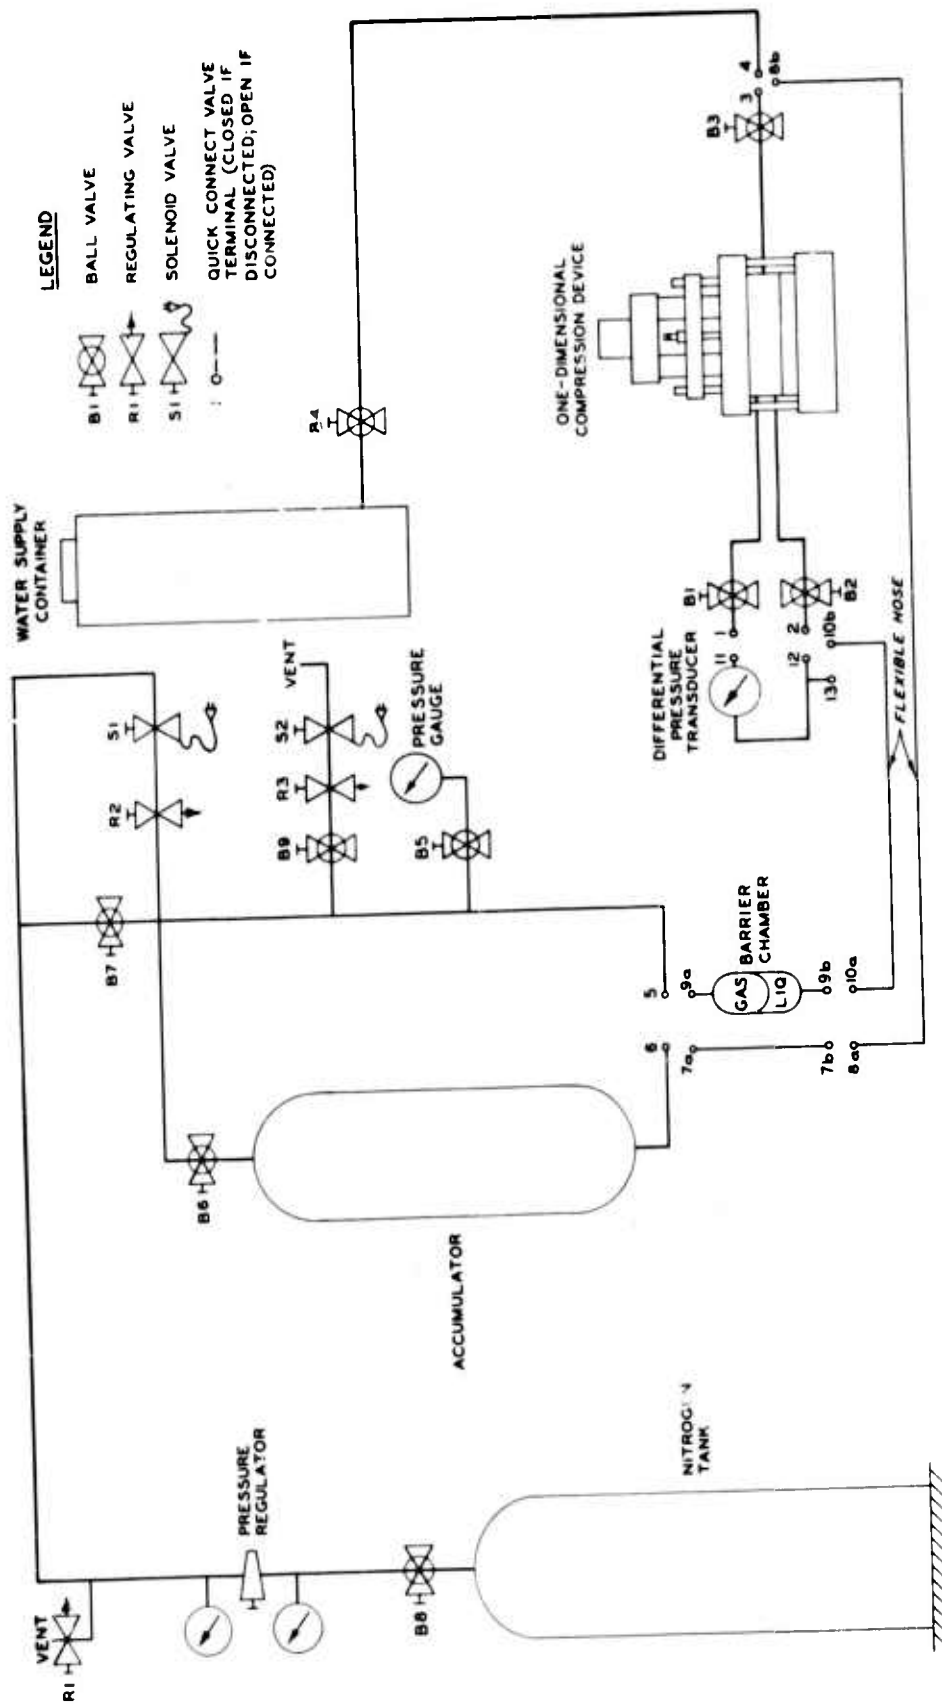 LEGEND
B1
BALL VALVE
R1
REGULATING VALVE
S1
SOLENOID VALVE
QUICK CONNECT VALVE
TERMINAL (CLOSED IF
DISCONNECTED; OPEN IF
CONNECTED)
WATER SUPPLY
CONTAINER
ONE-DIMENSIONAL
COMPRESSION DEVICE
B3
3
4
8b
VENT
R1
PRESSURE
REGULATOR
B8
NITROGEN
TANK
B7
R2
S1
B9
R3
S2
VENT
B5
PRESSURE
GAUGE
B6
ACCUMULATOR
5
6
9a
7a
GAS
LIQ
BARRIER
CHAMBER
9b
7b
10a
8a
DIFFERENTIAL
PRESSURE
TRANSDUCER
11
1
B1
12
2
B2
13
10b
FLEXIBLE HOSE